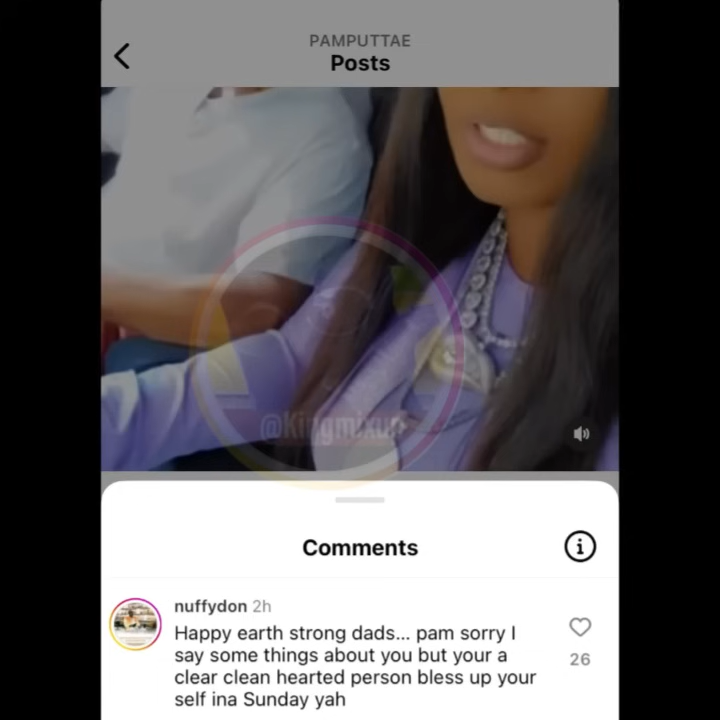 PAMPUTTAE
Posts
@Kingmixup
Comments
nuffydon 2h
Happy earth strong dads... pam sorry I
say some things about you but your a
clear clean hearted person bless up your
self ina Sunday yah
26